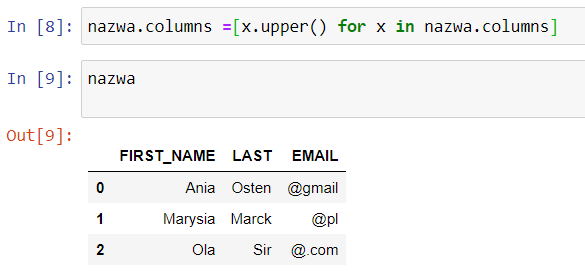 In [8]: nazwa.columns =[x.upper() for x in nazwa.columns]
In [9]: nazwa
Out[9]:
FIRST_NAME LAST EMAIL
0 Ania Osten @gmail
1 Marysia Marck @pl
2 Ola Sir @.com